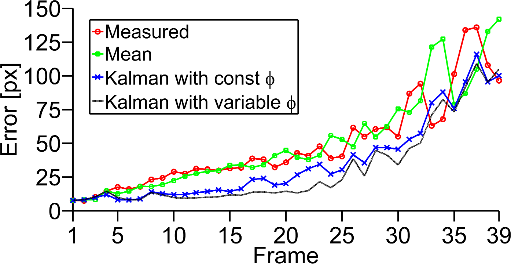 Error [px]
150
125
100
75
50
25
0
Measured
Mean
Kalman with const ϕ
Kalman with variable ϕ
1 5 10 15 20 25 30 35 39
Frame